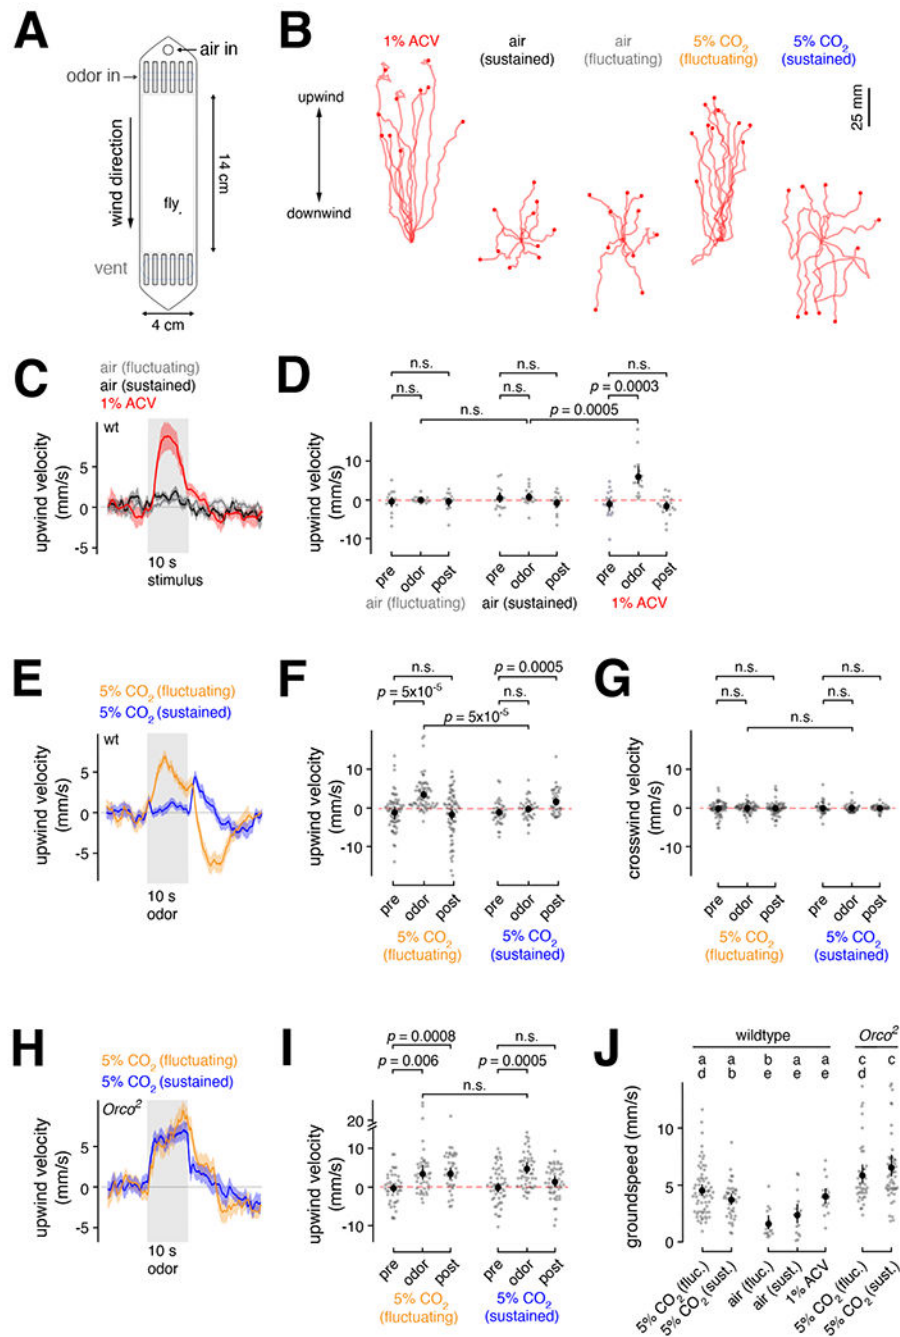 A
air in
odor in
wind direction
14 cm
fly
vent
4 cm
B
1% ACV
air
(sustained)
air
(fluctuating)
5% CO2
(fluctuating)
5% CO2
(sustained)
upwind
downwind
25 mm
C
air (fluctuating)
air (sustained)
1% ACV
wt
upwind velocity
(mm/s)
5
0
-5
10 s
stimulus
D
n.s.
n.s.
n.s.
n.s.
n.s.
n.s.
p = 0.0003
p = 0.0005
upwind velocity
(mm/s)
10
0
-10
pre
odor
post
pre
odor
post
pre
odor
post
air (fluctuating)
air (sustained)
1% ACV
E
5% CO2 (fluctuating)
5% CO2 (sustained)
wt
upwind velocity
(mm/s)
5
0
-5
10 s
odor
F
n.s.
p = 0.0005
p = 5x10-5
n.s.
p = 5x10-5
upwind velocity
(mm/s)
10
0
-10
pre
odor
post
pre
odor
post
5% CO2
(fluctuating)
5% CO2
(sustained)
G
n.s.
n.s.
n.s.
n.s.
n.s.
crosswind velocity
(mm/s)
10
0
-10
pre
odor
post
pre
odor
post
5% CO2
(fluctuating)
5% CO2
(sustained)
H
5% CO2 (fluctuating)
5% CO2 (sustained)
Orco2
upwind velocity
(mm/s)
5
0
-5
10 s
odor
I
p = 0.0008
n.s.
p = 0.006
p = 0.0005
n.s.
upwind velocity
(mm/s)
20
10
0
-10
pre
odor
post
pre
odor
post
5% CO2
(fluctuating)
5% CO2
(sustained)
J
wildtype
Orco2
a a b a a c c
d b e e e d
groundspeed (mm/s)
10
5
0
5% CO2 (fluc.)
5% CO2 (sust.)
air (fluc.)
air (sust.)
1% ACV
5% CO2 (fluc.)
5% CO2 (sust.)